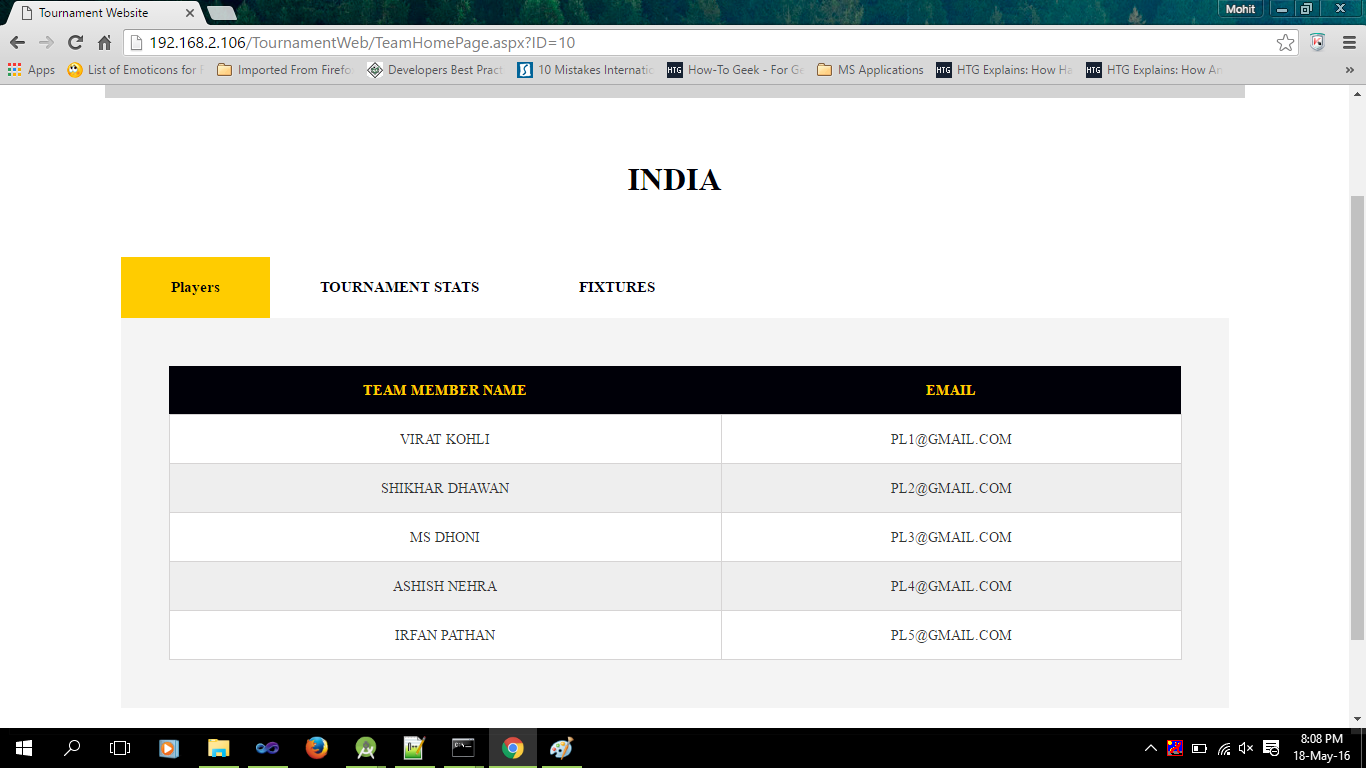 Tournament Website
Mohit
192.168.2.106/TournamentWeb/TeamHomePage.aspx?ID=10
Apps
List of Emoticons for
Imported From Firefo
Developers Best Pract
10 Mistakes Internatio
HTG How-To Geek - For Ge
MS Applications
HTG HTG Explains: How Ha
HTG HTG Explains: How An
INDIA
Players
TOURNAMENT STATS
FIXTURES
TEAM MEMBER NAME
EMAIL
VIRAT KOHLI
PL1@GMAIL.COM
SHIKHAR DHAWAN
PL2@GMAIL.COM
MS DHONI
PL3@GMAIL.COM
ASHISH NEHRA
PL4@GMAIL.COM
IRFAN PATHAN
PL5@GMAIL.COM
8:08 PM
18-May-16